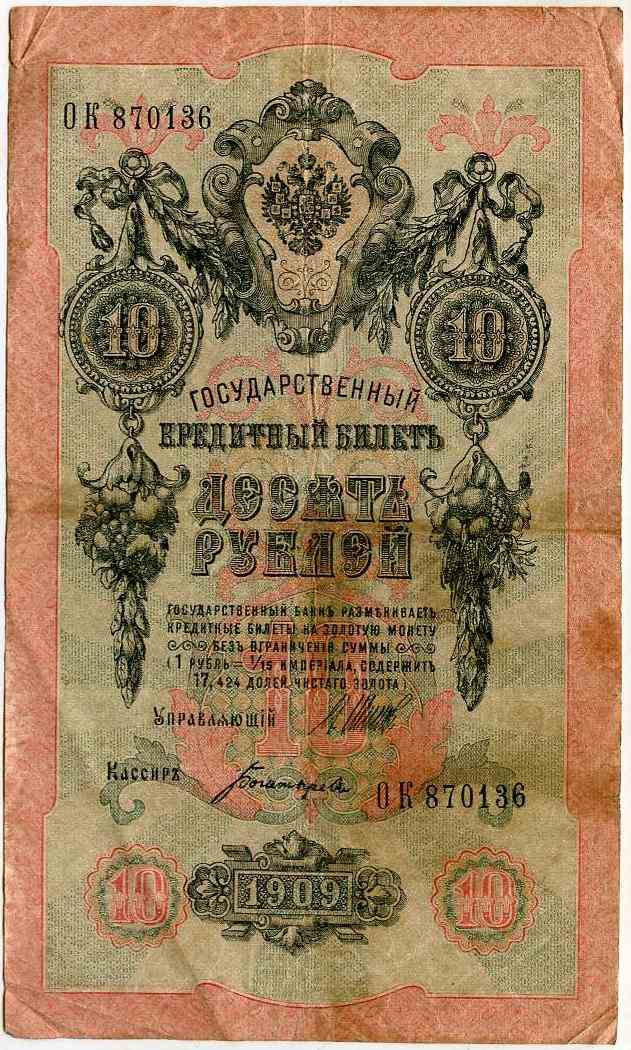 ОК 870136
10
10
ГОСУДАРСТВЕННЫЙ
КРЕДИТНЫЙ БИЛЕТЪ
ДЕСЯТЬ
РУБЛЕЙ
ГОСУДАРСТВЕННЫЙ БАНКЪ РАЗМѢНИВАЕТЪ
КРЕДИТНЫЕ БИЛЕТЫ НА ЗОЛОТУЮ МОНЕТУ
БЕЗЪ ОГРАНИЧЕНІЯ СУММЫ
(1 РУБЛЬ = 1/15 ИМПЕРІАЛА, СОДЕРЖИТЪ
17,424 ДОЛЕЙ ЧИСТАГО ЗОЛОТА)
10
УПРАВЛЯЮЩІЙ
Кассиръ
Богатыревъ
ОК 870136
10
1909
10